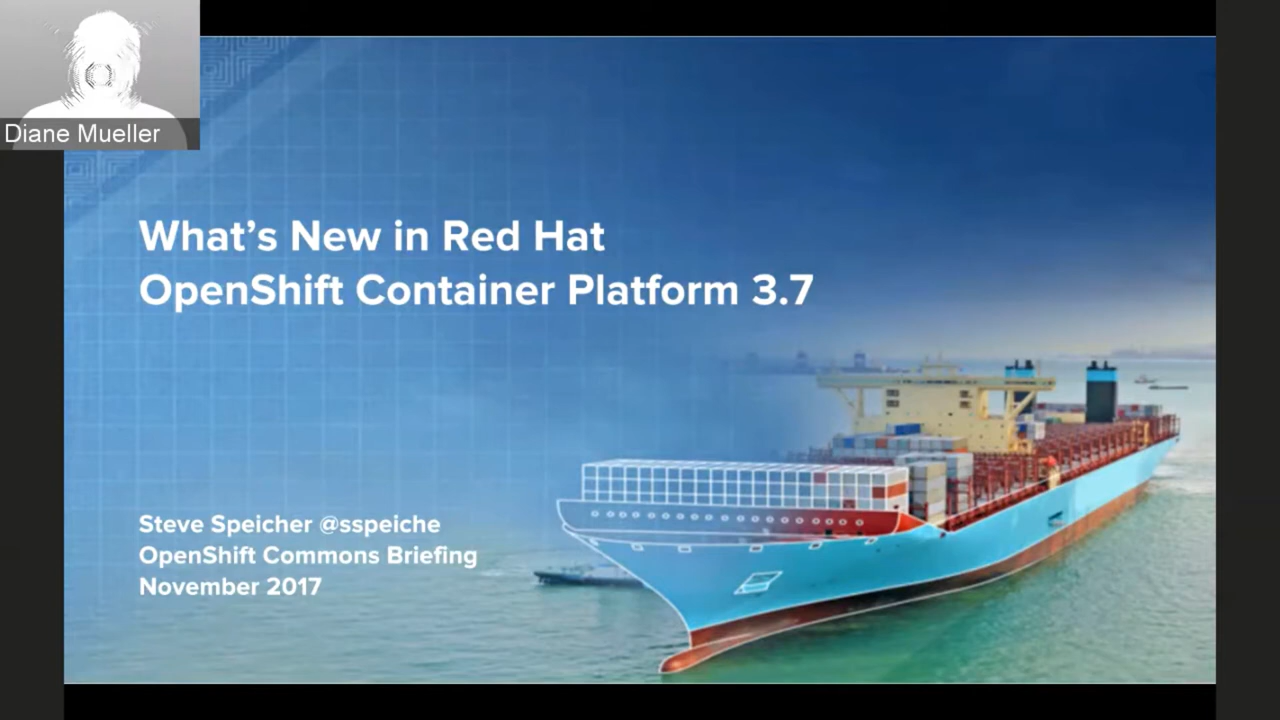 Diane Mueller
What’s New in Red Hat
OpenShift Container Platform 3.7
Steve Speicher @sspeiche
OpenShift Commons Briefing
November 2017